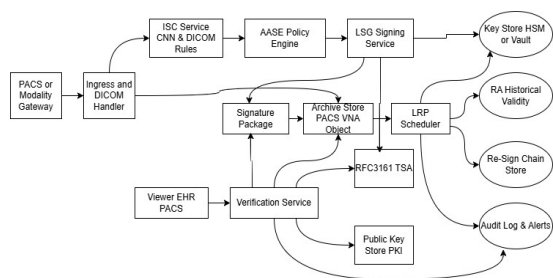 ISC Service
CNN & DICOM
Rules
AASE Policy
Engine
LSG Signing
Service
Key Store HSM
or Vault
PACS or
Modality
Gateway
Ingress and
DICOM
Handler
RA Historical
Validity
Signature
Package
Archive Store
PACS VNA
Object
LRP
Scheduler
RFC3161 TSA
Re-Sign Chain
Store
Viewer EHR
PACS
Verification Service
Audit Log & Alerts
Public Key
Store PKI